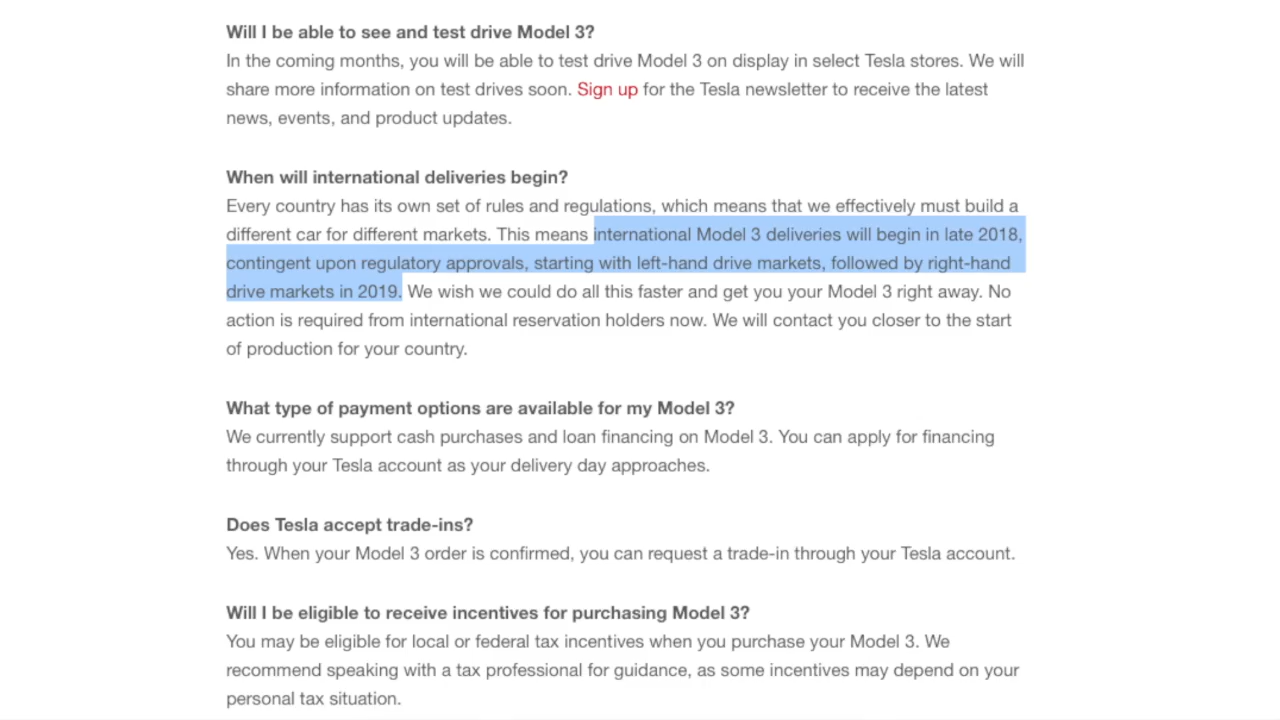 Will I be able to see and test drive Model 3?
In the coming months, you will be able to test drive Model 3 on display in select Tesla stores. We will
share more information on test drives soon. Sign up for the Tesla newsletter to receive the latest
news, events, and product updates.
When will international deliveries begin?
Every country has its own set of rules and regulations, which means that we effectively must build a
different car for different markets. This means international Model 3 deliveries will begin in late 2018,
contingent upon regulatory approvals, starting with left-hand drive markets, followed by right-hand
drive markets in 2019. We wish we could do all this faster and get you your Model 3 right away. No
action is required from international reservation holders now. We will contact you closer to the start
of production for your country.
What type of payment options are available for my Model 3?
We currently support cash purchases and loan financing on Model 3. You can apply for financing
through your Tesla account as your delivery day approaches.
Does Tesla accept trade-ins?
Yes. When your Model 3 order is confirmed, you can request a trade-in through your Tesla account.
Will I be eligible to receive incentives for purchasing Model 3?
You may be eligible for local or federal tax incentives when you purchase your Model 3. We
recommend speaking with a tax professional for guidance, as some incentives may depend on your
personal tax situation.